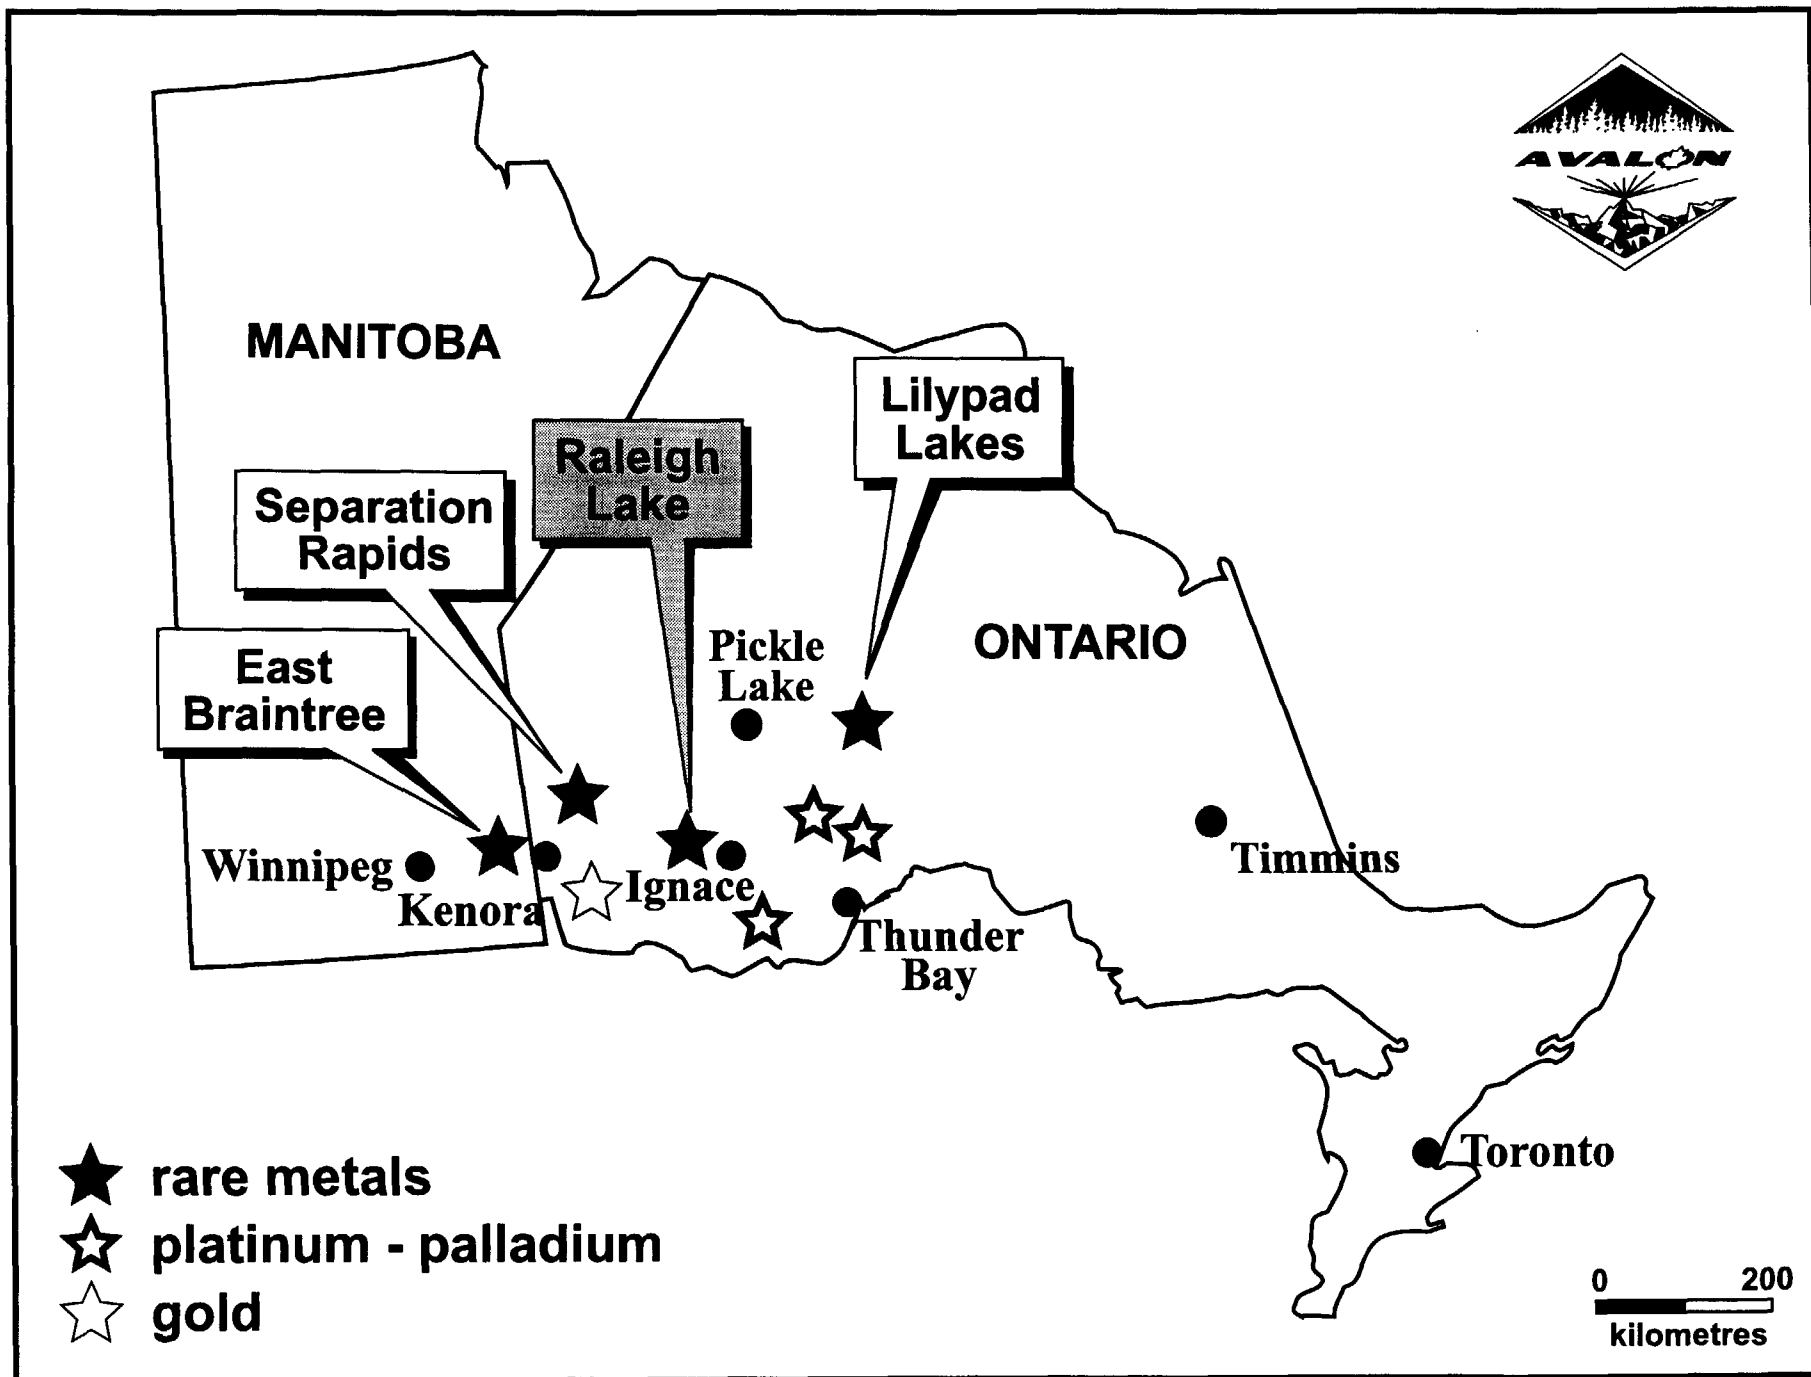 AVALON
MANITOBA
Lilypad
Lakes
Raleigh
Lake
Separation
Rapids
Pickle
Lake
ONTARIO
East
Braintree
Timmins
Winnipeg
Ignace
Kenora
Thunder
Bay
Toronto
rare metals
platinum - palladium
gold
0 200
kilometres